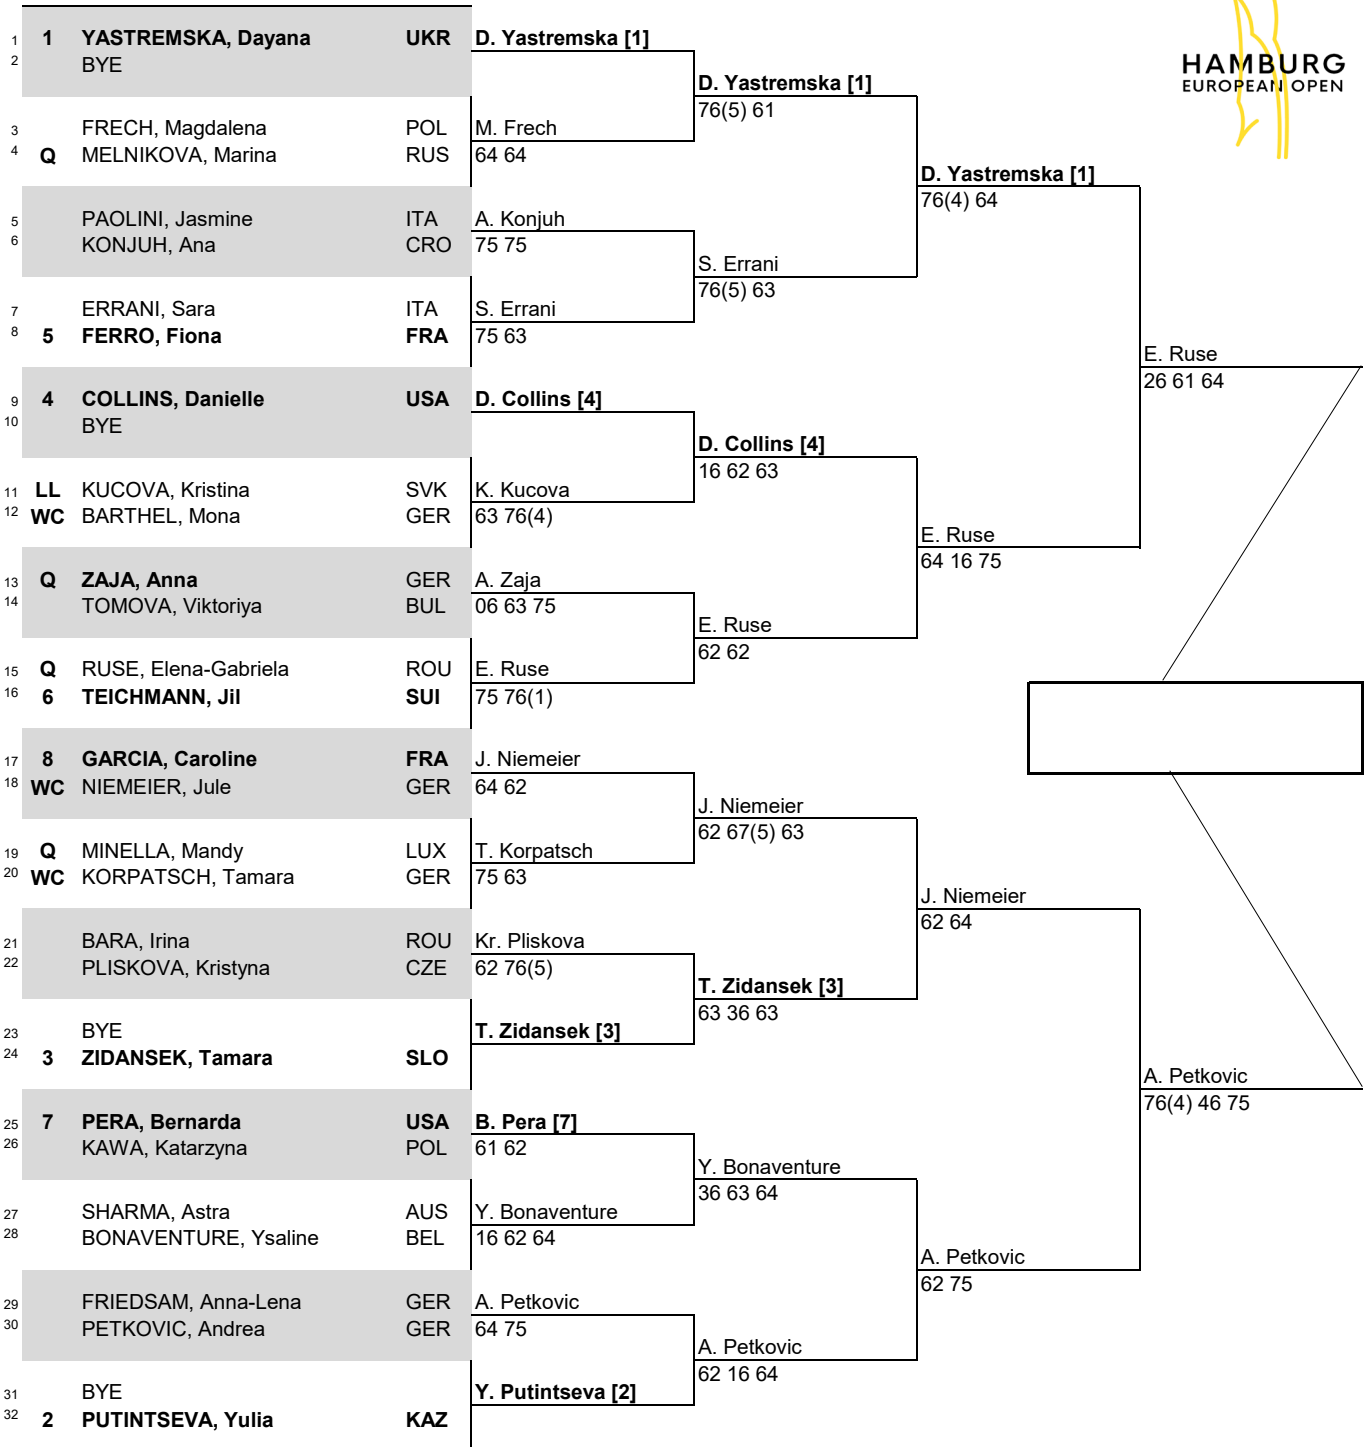 HAMBURG
EUROPEAN OPEN
1 1 YASTREMSKA, Dayana UKR D. Yastremska [1]
2 BYE
D. Yastremska [1]
76(5) 61
3 FRECH, Magdalena POL M. Frech
4 Q MELNIKOVA, Marina RUS 64 64
D. Yastremska [1]
76(4) 64
5 PAOLINI, Jasmine ITA A. Konjuh
6 KONJUH, Ana CRO 75 75
S. Errani
76(5) 63
7 ERRANI, Sara ITA S. Errani
8 5 FERRO, Fiona FRA 75 63
E. Ruse
26 61 64
9 4 COLLINS, Danielle USA D. Collins [4]
10 BYE
D. Collins [4]
16 62 63
11 LL KUCOVA, Kristina SVK K. Kucova
12 WC BARTHEL, Mona GER 63 76(4)
E. Ruse
64 16 75
13 Q ZAJA, Anna GER A. Zaja
14 TOMOVA, Viktoriya BUL 06 63 75
E. Ruse
62 62
15 Q RUSE, Elena-Gabriela ROU E. Ruse
16 6 TEICHMANN, Jil SUI 75 76(1)
17 8 GARCIA, Caroline FRA J. Niemeier
18 WC NIEMEIER, Jule GER 64 62
J. Niemeier
62 67(5) 63
19 Q MINELLA, Mandy LUX T. Korpatsch
20 WC KORPATSCH, Tamara GER 75 63
J. Niemeier
62 64
21 BARA, Irina ROU Kr. Pliskova
22 PLISKOVA, Kristyna CZE 62 76(5)
T. Zidansek [3]
63 36 63
23 BYE T. Zidansek [3]
24 3 ZIDANSEK, Tamara SLO
A. Petkovic
76(4) 46 75
25 7 PERA, Bernarda USA B. Pera [7]
26 KAWA, Katarzyna POL 61 62
Y. Bonaventure
36 63 64
27 SHARMA, Astra AUS Y. Bonaventure
28 BONAVENTURE, Ysaline BEL 16 62 64
A. Petkovic
62 75
29 FRIEDSAM, Anna-Lena GER A. Petkovic
30 PETKOVIC, Andrea GER 64 75
A. Petkovic
62 16 64
31 BYE Y. Putintseva [2]
32 2 PUTINTSEVA, Yulia KAZ